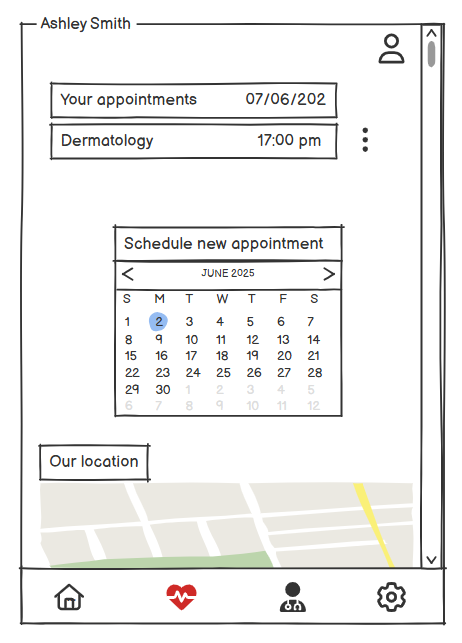 Ashley Smith
Your appointments 07/06/202
Dermatology 17:00 pm
Schedule new appointment
< JUNE 2025 >
S M T W T F S
1 2 3 4 5 6 7
8 9 10 11 12 13 14
15 16 17 18 19 20 21
22 23 24 25 26 27 28
29 30 1 2 3 4 5
6 7 8 9 10 11 12
Our location